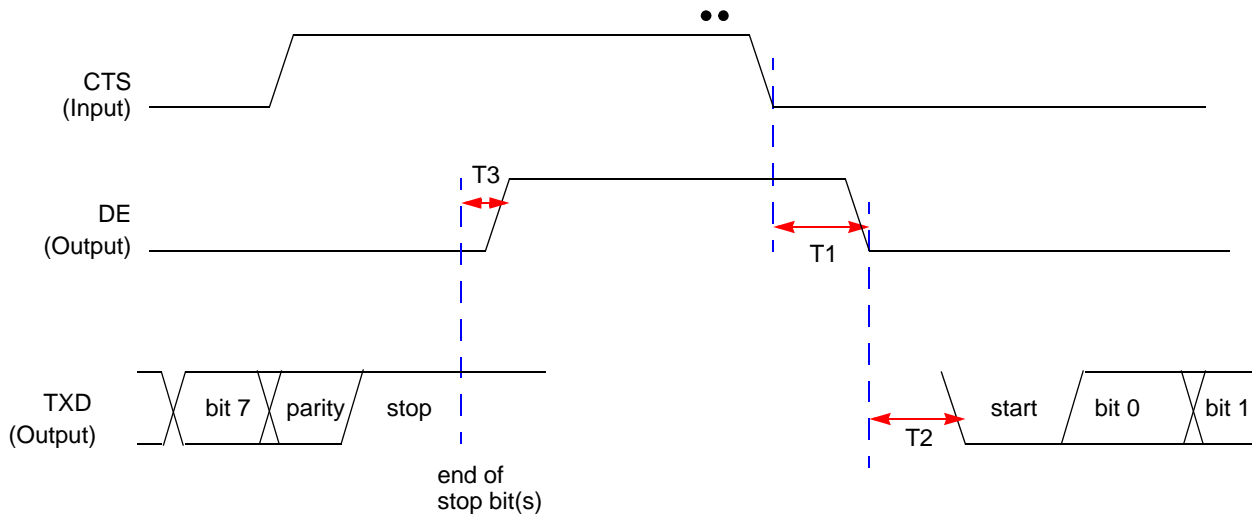 CTS
(Input)
T3
DE
(Output)
T1
TXD
(Output)
bit 7
parity
stop
T2
start
bit 0
bit 1
end of
stop bit(s)